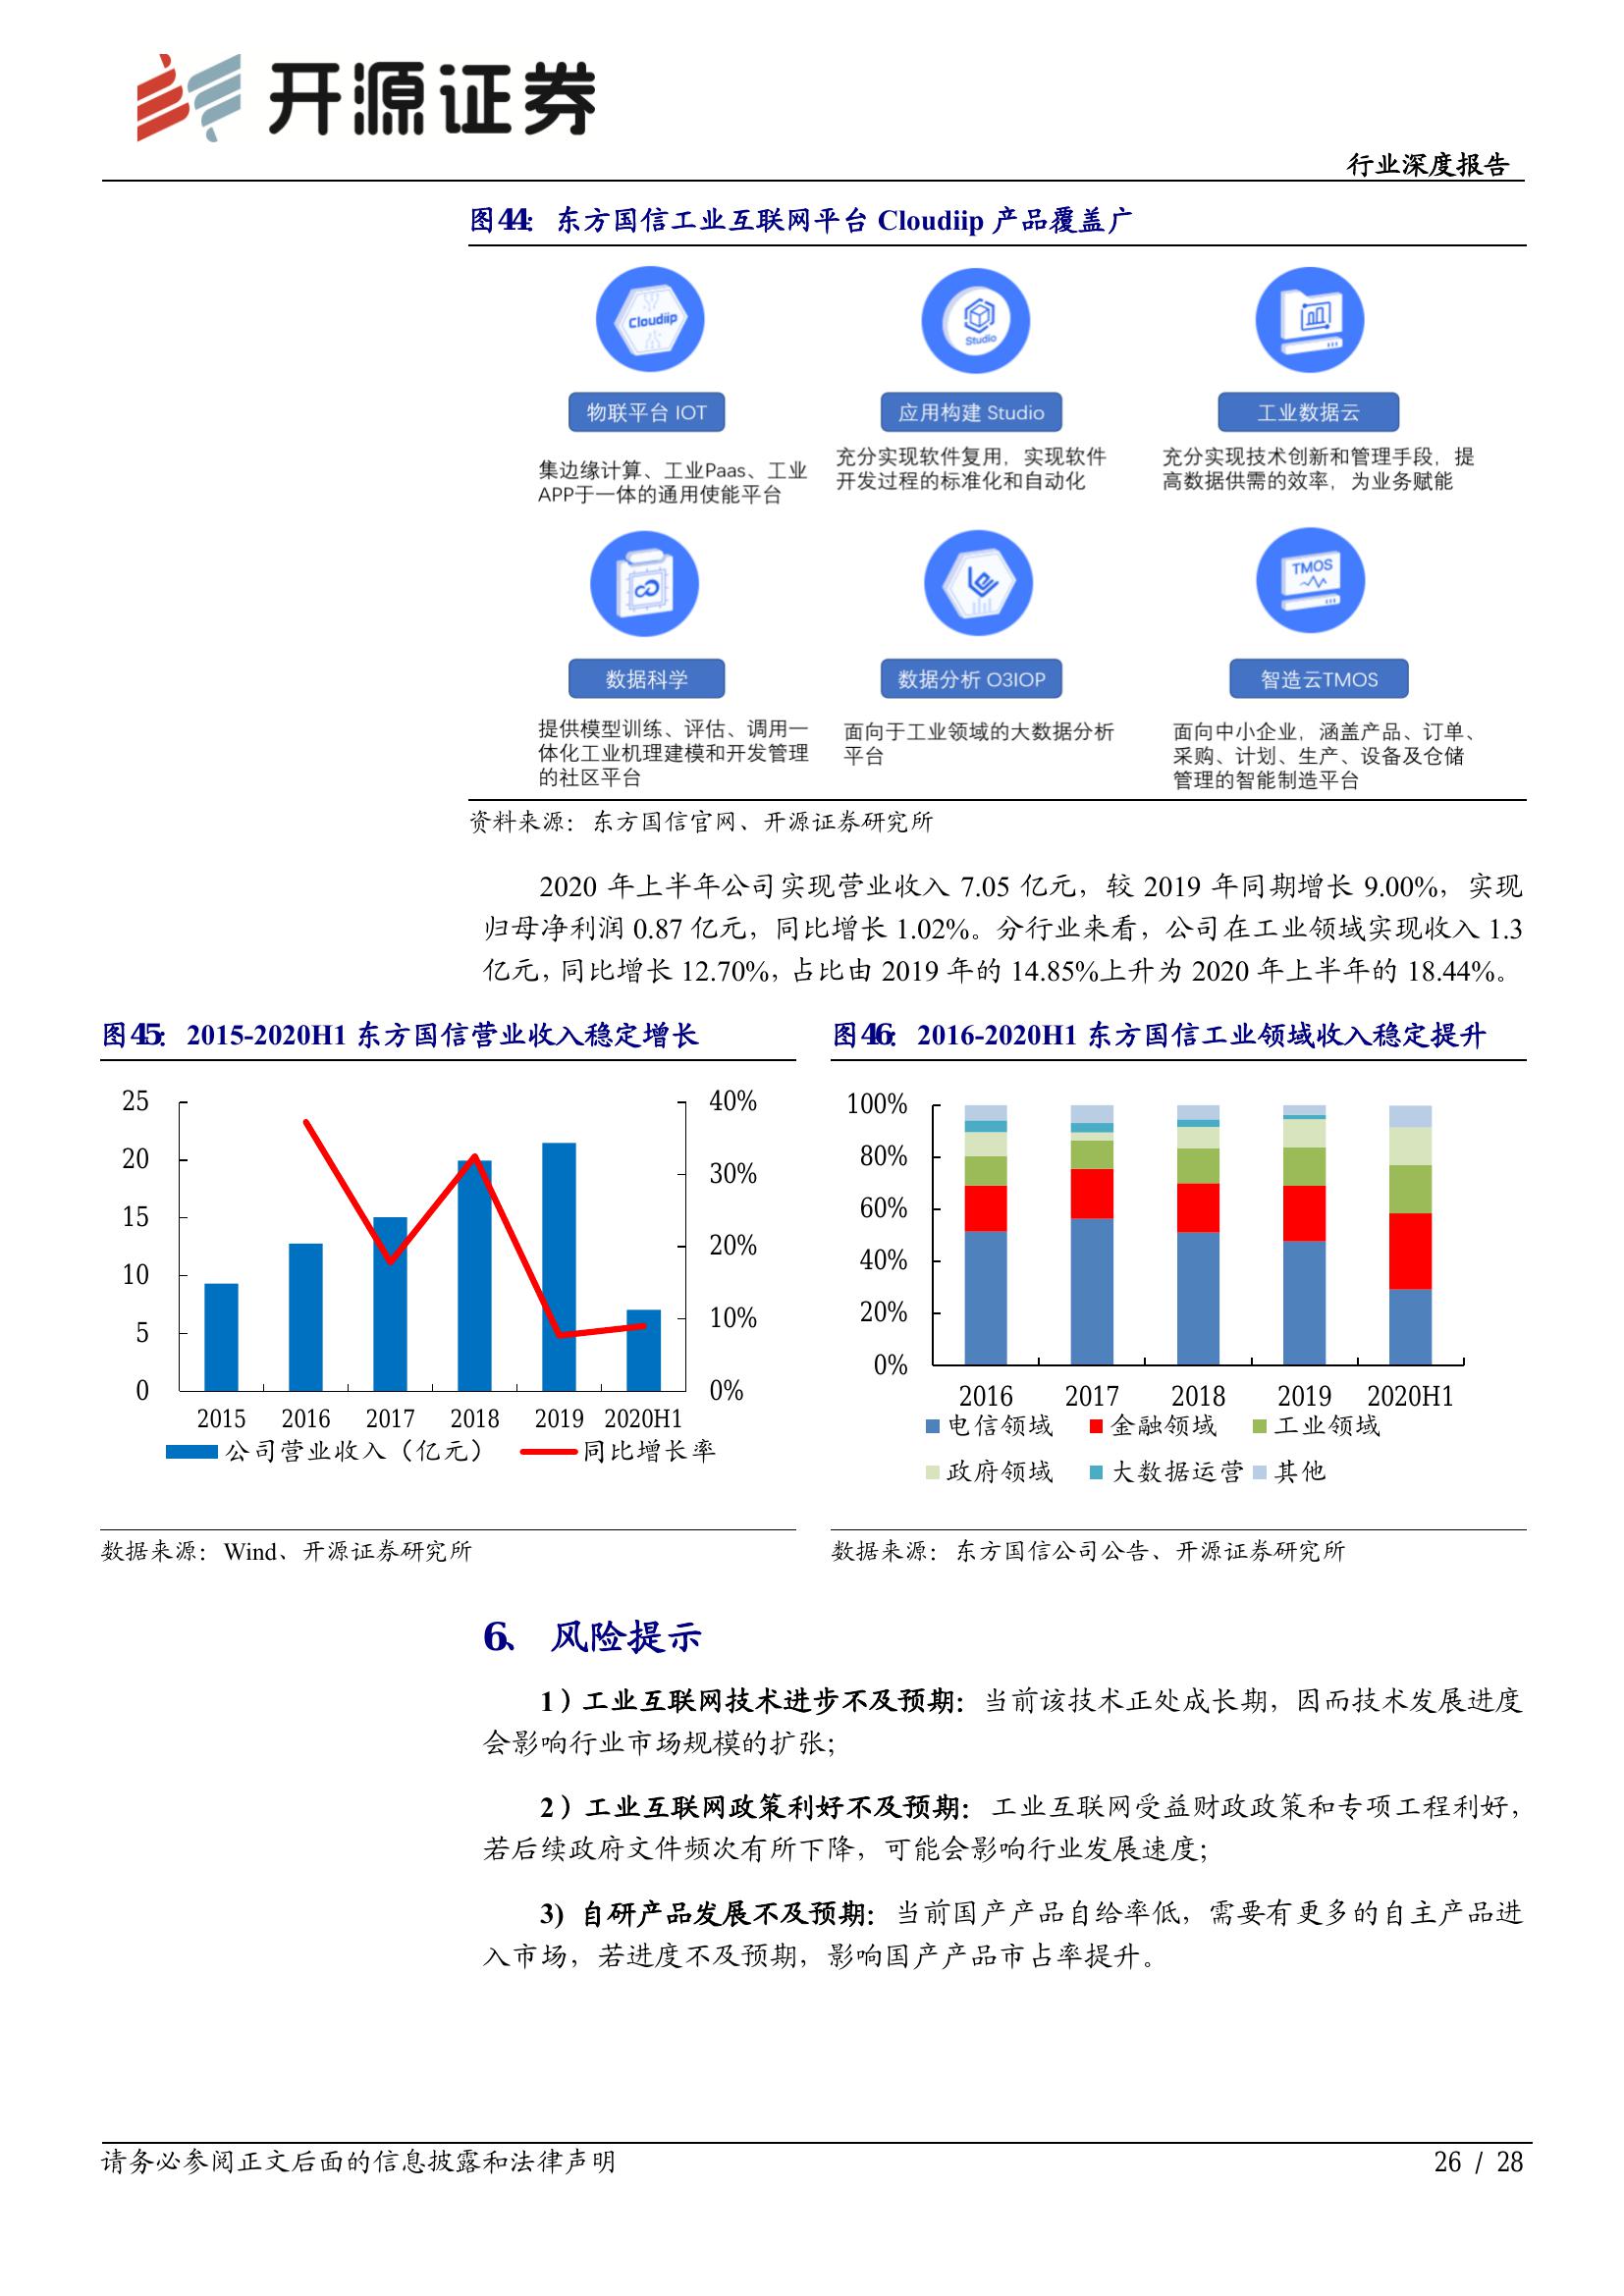 开源证券
行业深度报告
图44： 东方国信工业互联网平台 Cloudiip 产品覆盖广
Cloudiip
Studio
物联平台 IOT
应用构建 Studio
工业数据云
集边缘计算、工业Paas、工业
APP于一体的通用使能平台
充分实现软件复用，实现软件
开发过程的标准化和自动化
充分实现技术创新和管理手段，提
高数据供需的效率，为业务赋能
TMOS
数据科学
数据分析 O3IOP
智造云TMOS
提供模型训练、评估、调用一
体化工业机理建模和开发管理
的社区平台
面向于工业领域的大数据分析
平台
面向中小企业，涵盖产品、订单、
采购、计划、生产、设备及仓储
管理的智能制造平台
资料来源：东方国信官网、开源证券研究所
2020 年上半年公司实现营业收入 7.05 亿元，较 2019 年同期增长 9.00%，实现
归母净利润 0.87 亿元，同比增长 1.02%。分行业来看，公司在工业领域实现收入 1.3
亿元，同比增长 12.70%，占比由 2019 年的 14.85%上升为 2020 年上半年的 18.44%。
图45： 2015-2020H1 东方国信营业收入稳定增长
25
20
15
10
5
0
40%
30%
20%
10%
0%
2015 2016 2017 2018 2019 2020H1
公司营业收入（亿元） 同比增长率
数据来源：Wind、开源证券研究所
图46： 2016-2020H1 东方国信工业领域收入稳定提升
100%
80%
60%
40%
20%
0%
2016 2017 2018 2019 2020H1
电信领域 金融领域 工业领域
政府领域 大数据运营 其他
数据来源：东方国信公司公告、开源证券研究所
6、 风险提示
1）工业互联网技术进步不及预期：当前该技术正处成长期，因而技术发展进度
会影响行业市场规模的扩张；
2）工业互联网政策利好不及预期：工业互联网受益财政政策和专项工程利好，
若后续政府文件频次有所下降，可能会影响行业发展速度；
3) 自研产品发展不及预期：当前国产产品自给率低，需要有更多的自主产品进
入市场，若进度不及预期，影响国产产品市占率提升。
请务必参阅正文后面的信息披露和法律声明
26 / 28